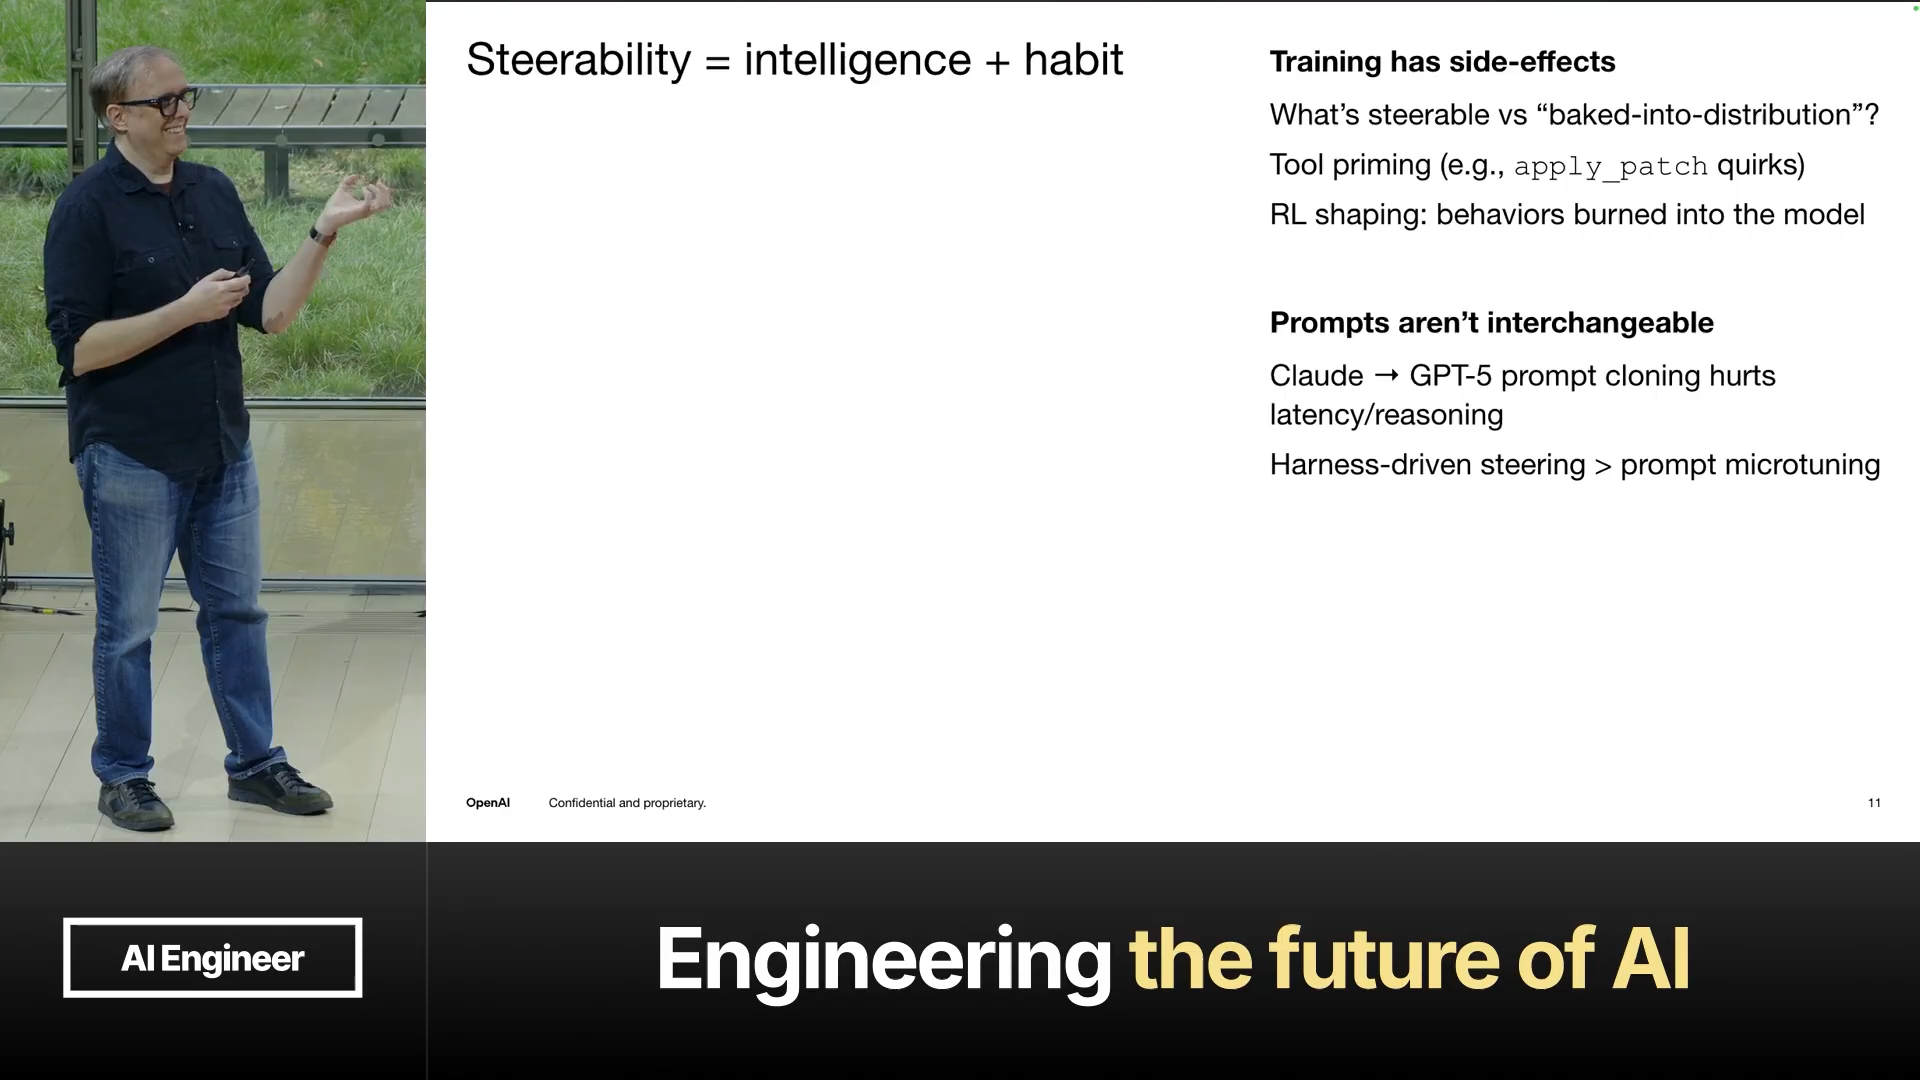 Steerability = intelligence + habit
Training has side-effects
What’s steerable vs “baked-into-distribution”?
Tool priming (e.g., apply_patch quirks)
RL shaping: behaviors burned into the model
Prompts aren’t interchangeable
Claude → GPT-5 prompt cloning hurts
latency/reasoning
Harness-driven steering > prompt microtuning
OpenAI Confidential and proprietary. 11
AI Engineer
Engineering the future of AI